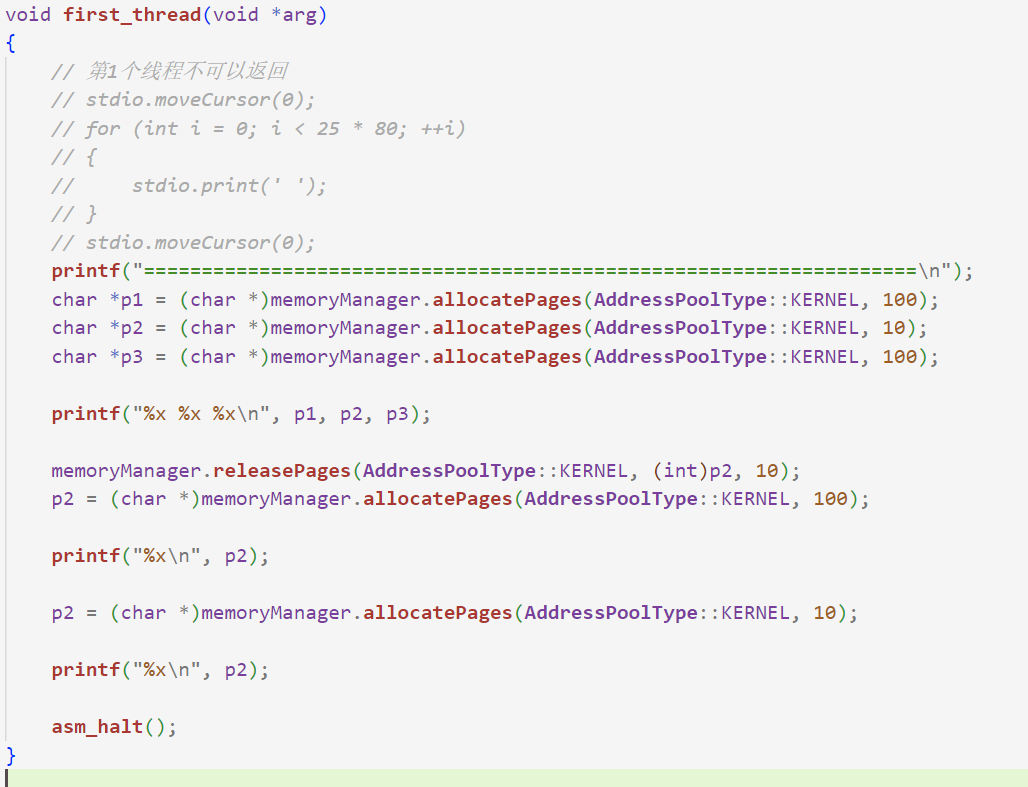 void first_thread(void *arg)
{
    // 第1个线程不可以返回
    // stdio.moveCursor(0);
    // for (int i = 0; i < 25 * 80; ++i)
    // {
    //     stdio.print(' ');
    // }
    // stdio.moveCursor(0);
    printf("===================================================================\n");
    char *p1 = (char *)memoryManager.allocatePages(AddressPoolType::KERNEL, 100);
    char *p2 = (char *)memoryManager.allocatePages(AddressPoolType::KERNEL, 10);
    char *p3 = (char *)memoryManager.allocatePages(AddressPoolType::KERNEL, 100);

    printf("%x %x %x\n", p1, p2, p3);

    memoryManager.releasePages(AddressPoolType::KERNEL, (int)p2, 10);
    p2 = (char *)memoryManager.allocatePages(AddressPoolType::KERNEL, 100);

    printf("%x\n", p2);

    p2 = (char *)memoryManager.allocatePages(AddressPoolType::KERNEL, 10);

    printf("%x\n", p2);

    asm_halt();
}